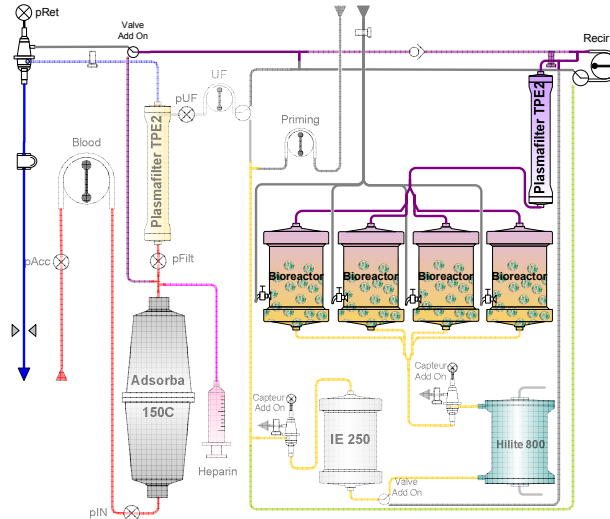 pRet
Valve
Add On
Recir
UF
pUF
Priming
Blood
Plasmafilter TPE2
Plasmafilter TPE2
pAcc
pFilt
Bioreactor
Bioreactor
Bioreactor
Bioreactor
Adsorba
150C
Capteur
Add On
Capteur
Add On
IE 250
Hilite 800
Heparin
Valve
Add On
pIN